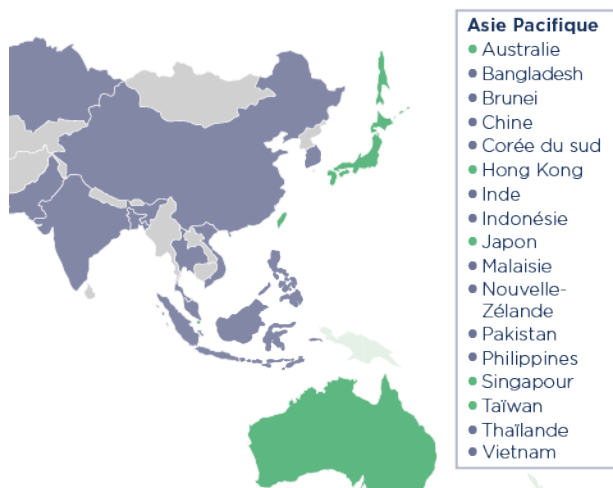 Asie Pacifique
Australie
Bangladesh
Brunei
Chine
Corée du sud
Hong Kong
Inde
Indonésie
Japon
Malaisie
Nouvelle-
Zélande
Pakistan
Philippines
Singapour
Taïwan
Thaïlande
Vietnam